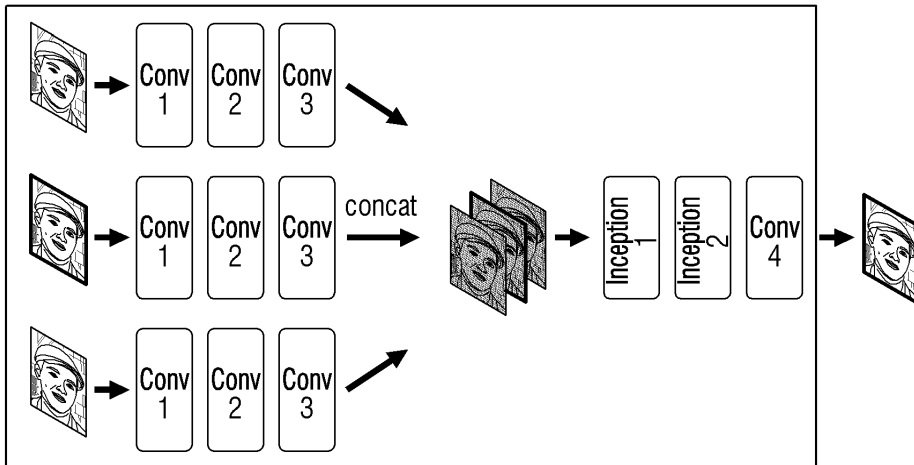 Conv 1
Conv 2
Conv 3
Conv 1
Conv 2
Conv 3
concat
Inception 1
Inception 2
Conv 4
Conv 1
Conv 2
Conv 3